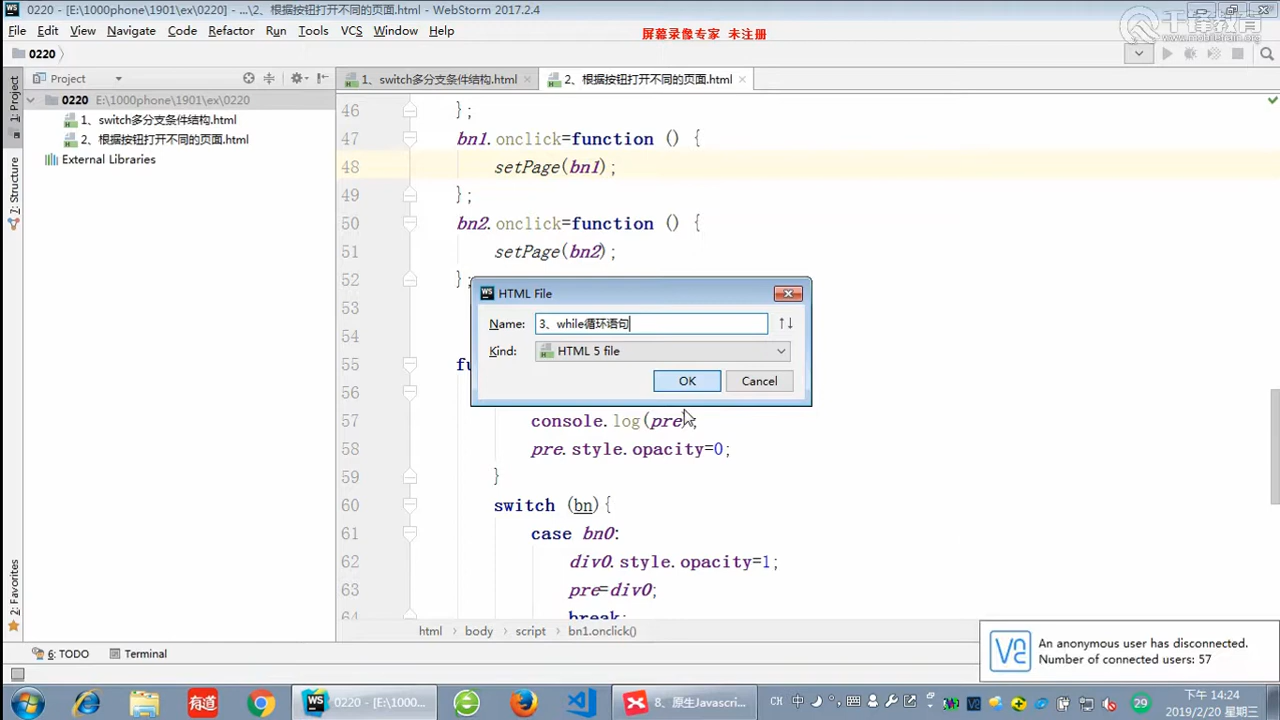 0220 - [E:\1000phone\1901\ex\0220] - ...\2、根据按钮打开不同的页面.html - WebStorm 2017.2.4
File Edit View Navigate Code Refactor Run Tools VCS Window Help
屏幕录像专家 未注册
千锋教育
www.mobiletrain.org
0220
Project
1、switch多分支条件结构.html
2、根据按钮打开不同的页面.html
1: Project
7: Structure
2: Favorites
0220 E:\1000phone\1901\ex\0220
1、switch多分支条件结构.html
2、根据按钮打开不同的页面.html
External Libraries
46 };
47 bn1.onclick=function () {
48 setPage(bn1);
49 };
50 bn2.onclick=function () {
51 setPage(bn2);
52 };
53
55 fu
56
57 console.log(pre);
58 pre.style.opacity=0;
59 }
60 switch (bn){
61 case bn0:
62 div0.style.opacity=1;
63 pre=div0;
64 break;
HTML File
Name: 3、while循环语句
Kind: HTML 5 file
OK Cancel
html body script bn1.onclick()
An anonymous user has disconnected.
Number of connected users: 57
6: TODO Terminal
0220 - [E:\1000...
8、原生Javascri...
CH 中
29
下午 14:24
2019/2/20 星期三